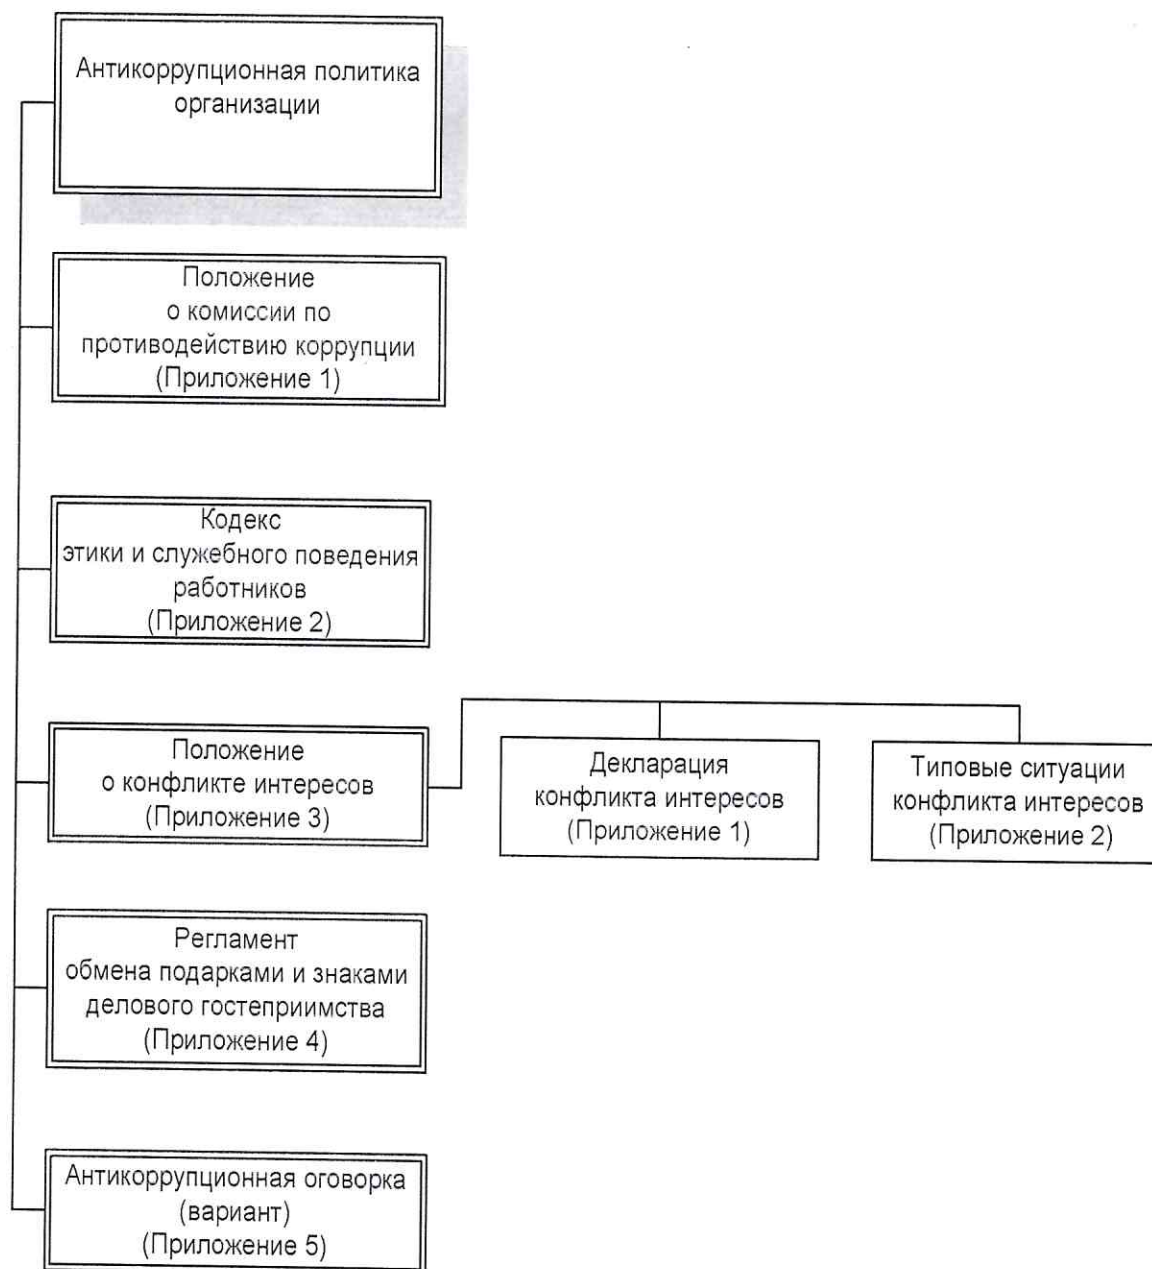 Антикоррупционная политика
организации
Положение
о комиссии по
противодействию коррупции
(Приложение 1)
Кодекс
этики и служебного поведения
работников
(Приложение 2)
Положение
о конфликте интересов
(Приложение 3)
Декларация
конфликта интересов
(Приложение 1)
Типовые ситуации
конфликта интересов
(Приложение 2)
Регламент
обмена подарками и знаками
делового гостеприимства
(Приложение 4)
Антикоррупционная оговорка
(вариант)
(Приложение 5)